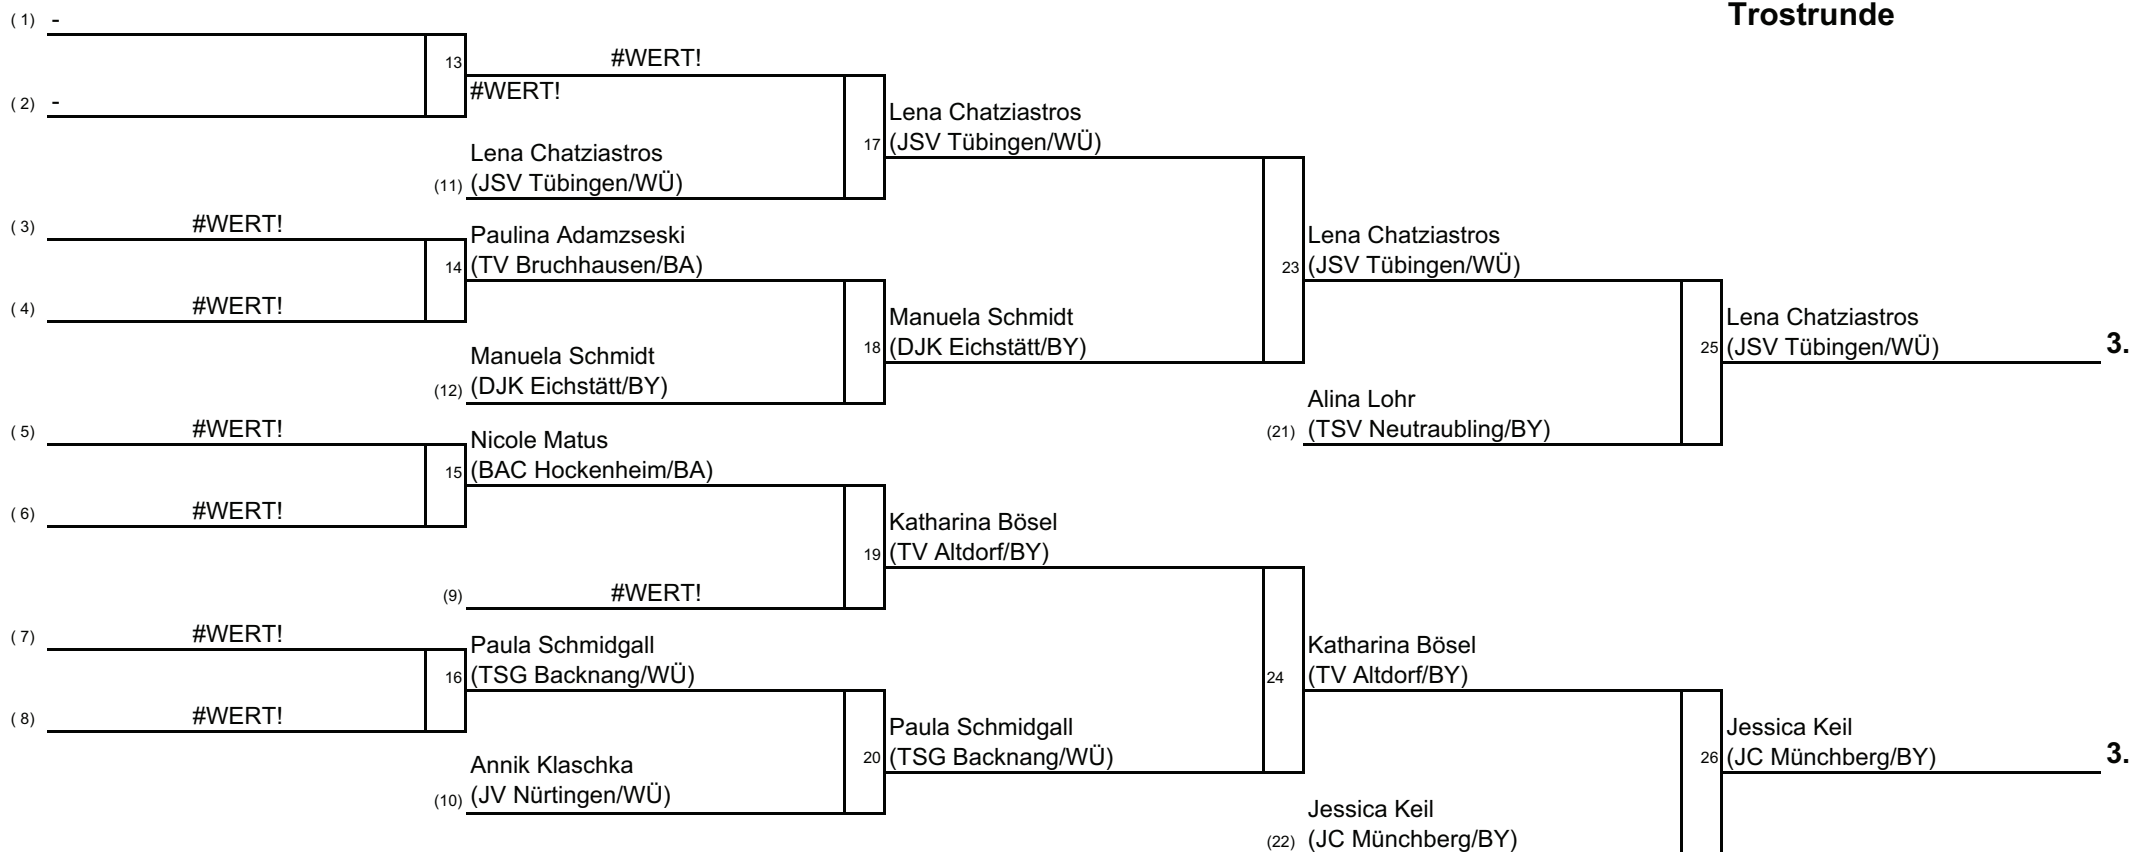 Trostrunde
( 1) -
13
#WERT!
#WERT!
( 2) -
Lena Chatziastros
17 (JSV Tübingen/WÜ)
Lena Chatziastros
(11) (JSV Tübingen/WÜ)
( 3) #WERT!
Paulina Adamzseski
14 (TV Bruchhausen/BA)
Lena Chatziastros
23 (JSV Tübingen/WÜ)
( 4) #WERT!
Manuela Schmidt
18 (DJK Eichstätt/BY)
Lena Chatziastros
25 (JSV Tübingen/WÜ) 3.
Manuela Schmidt
(12) (DJK Eichstätt/BY)
Alina Lohr
(21) (TSV Neutraubling/BY)
( 5) #WERT!
Nicole Matus
15 (BAC Hockenheim/BA)
( 6) #WERT!
Katharina Bösel
19 (TV Altdorf/BY)
(9) #WERT!
( 7) #WERT!
Paula Schmidgall
16 (TSG Backnang/WÜ)
Katharina Bösel
24 (TV Altdorf/BY)
( 8) #WERT!
Paula Schmidgall
20 (TSG Backnang/WÜ)
Jessica Keil
26 (JC Münchberg/BY) 3.
Annik Klaschka
(10) (JV Nürtingen/WÜ)
Jessica Keil
(22) (JC Münchberg/BY)